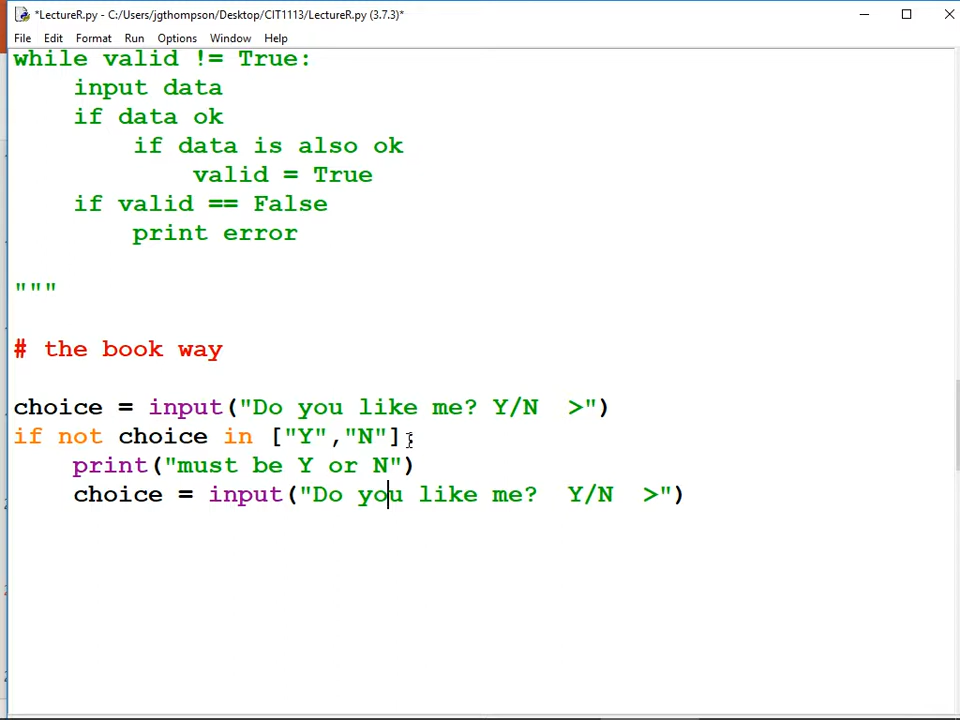 *LectureR.py - C:/Users/jgthompson/Desktop/CIT1113/LectureR.py (3.7.3)*
File Edit Format Run Options Window Help
while valid != True:
    input data
    if data ok
        if data is also ok
            valid = True
    if valid == False
        print error
"""
# the book way
choice = input("Do you like me? Y/N  >")
if not choice in ["Y","N"]
    print("must be Y or N")
    choice = input("Do you like me?  Y/N  >")